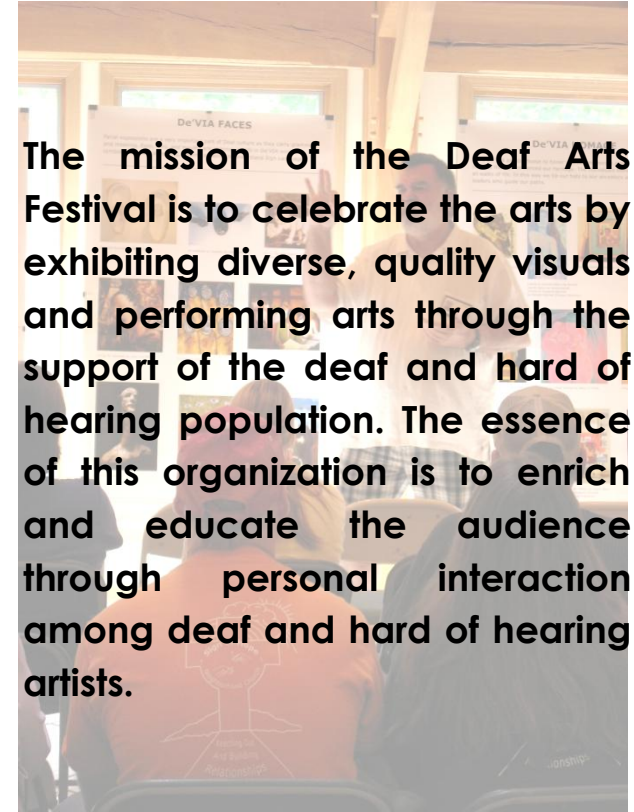 De'VIA FACES
The mission of the Deaf Arts
Festival is to celebrate the arts by
exhibiting diverse, quality visuals
and performing arts through the
support of the deaf and hard of
hearing population. The essence
of this organization is to enrich
and educate the audience
through personal interaction
among deaf and hard of hearing
artists.
Relationships